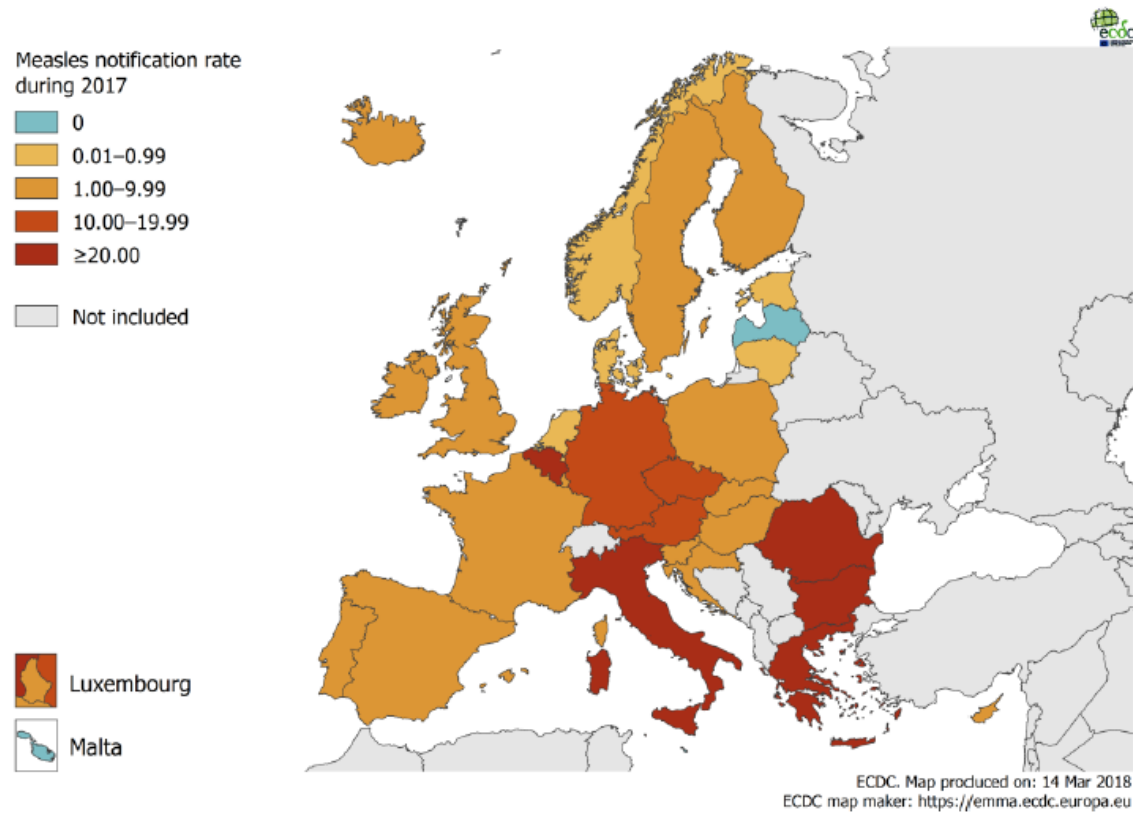 ecdc
Measles notification rate
during 2017
0
0.01–0.99
1.00–9.99
10.00–19.99
≥20.00
Not included
Luxembourg
Malta
ECDC. Map produced on: 14 Mar 2018
ECDC map maker: https://emma.ecdc.europa.eu